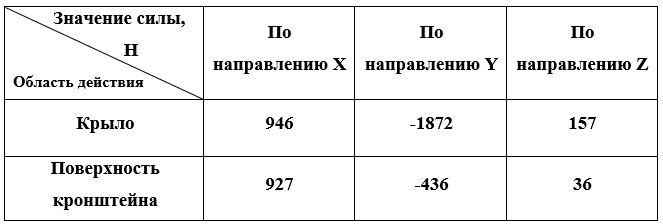 Значение силы,
Н
Область действия
По
направлению X
По
направлению Y
По
направлению Z
Крыло
946
-1872
157
Поверхность
кронштейна
927
-436
36